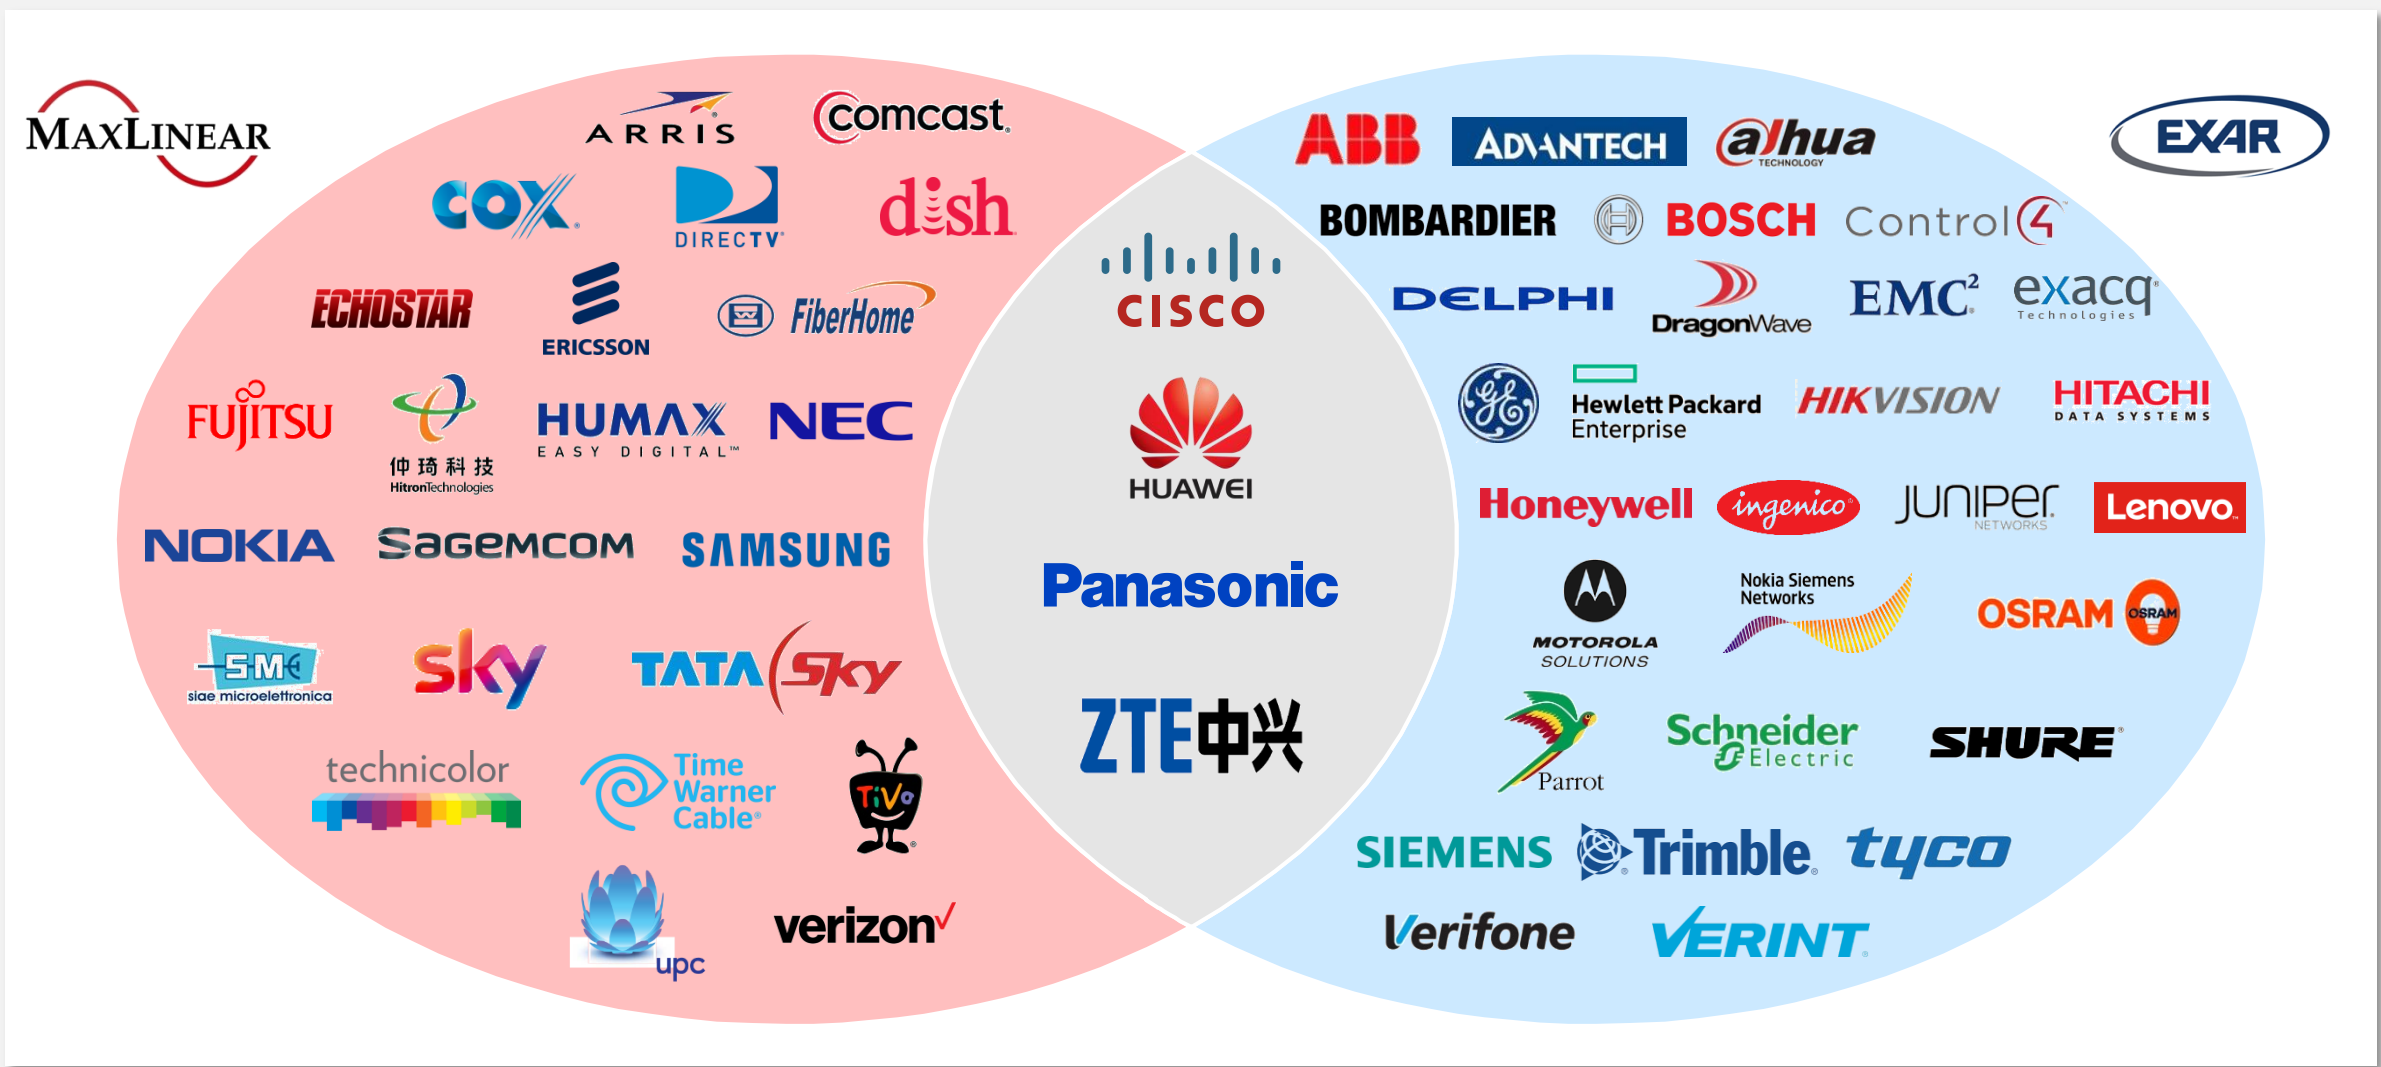 MAXLINEAR
ARRIS
comcast
COX
DIRECTV
dish
ECHOSTAR
ERICSSON
FiberHome
FUJITSU
仲琦科技
HitronTechnologies
HUMAX
EASY DIGITAL™
NEC
NOKIA
SAGEMCOM
SAMSUNG
SME
siae microelettronica
sky
TATA Sky
technicolor
Time
Warner
Cable®
TiVo
upc
verizon
CISCO
HUAWEI
Panasonic
ZTE中兴
EXAR
ABB
ADVANTECH
alhua
TECHNOLOGY
BOMBARDIER
BOSCH
Control4™
DELPHI
DragonWave
EMC²
exacq
Technologies
GE
Hewlett Packard
Enterprise
HIKVISION
HITACHI
DATA SYSTEMS
Honeywell
ingenico
JUNIPer
NETWORKS
Lenovo
MOTOROLA
SOLUTIONS
Nokia Siemens
Networks
OSRAM
OSRAM
Parrot
Schneider
Electric
SHURE
SIEMENS
Trimble
tyco
Verifone
VERINT